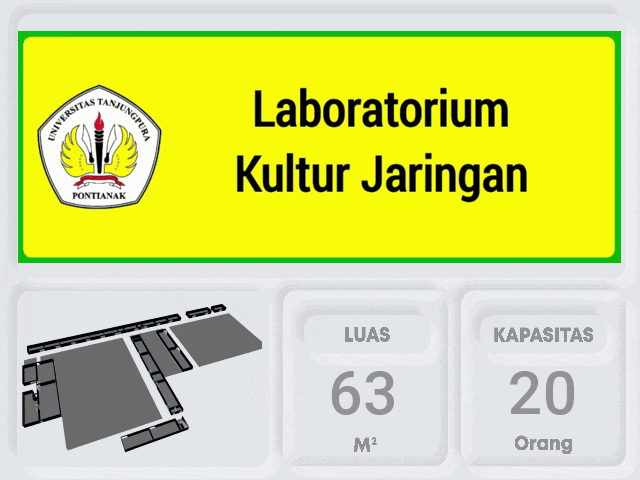 UNIVERSITAS TANJUNGPURA
PONTIANAK
Laboratorium
Kultur Jaringan
LUAS
63
M²
KAPASITAS
20
Orang